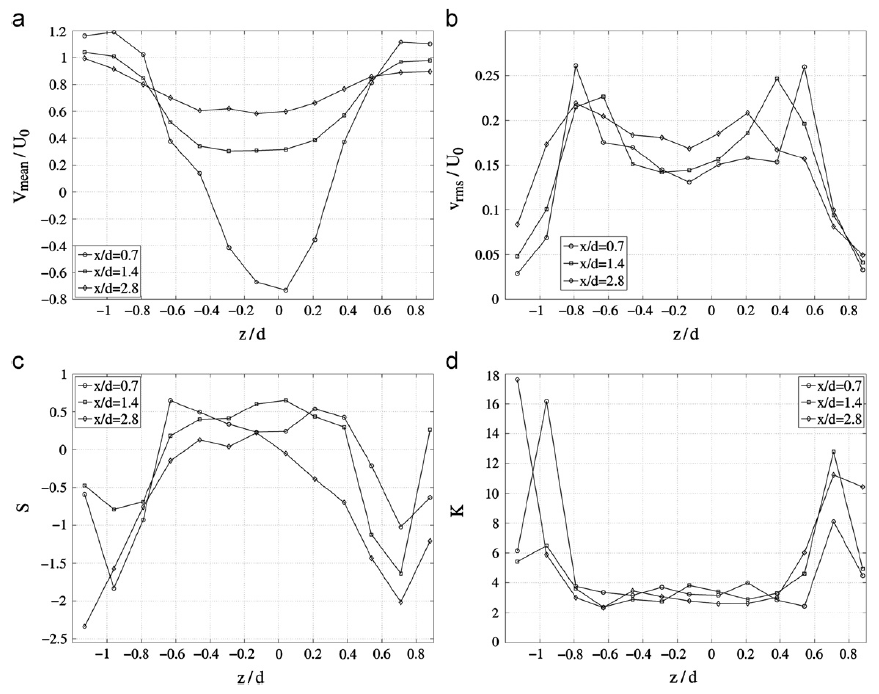 a
1.2
1
0.8
0.6
0.4
0.2
0
−0.2
−0.4
−0.6
−0.8
V_mean / U_0
−1 −0.8 −0.6 −0.4 −0.2 0 0.2 0.4 0.6 0.8
z / d
x/d=0.7
x/d=1.4
x/d=2.8
b
0.25
0.2
0.15
0.1
0.05
0
v_rms / U_0
−1 −0.8 −0.6 −0.4 −0.2 0 0.2 0.4 0.6 0.8
z / d
x/d=0.7
x/d=1.4
x/d=2.8
c
1
0.5
0
−0.5
−1
−1.5
−2
−2.5
S
−1 −0.8 −0.6 −0.4 −0.2 0 0.2 0.4 0.6 0.8
z / d
x/d=0.7
x/d=1.4
x/d=2.8
d
18
16
14
12
10
8
6
4
2
0
K
−1 −0.8 −0.6 −0.4 −0.2 0 0.2 0.4 0.6 0.8
z / d
x/d=0.7
x/d=1.4
x/d=2.8